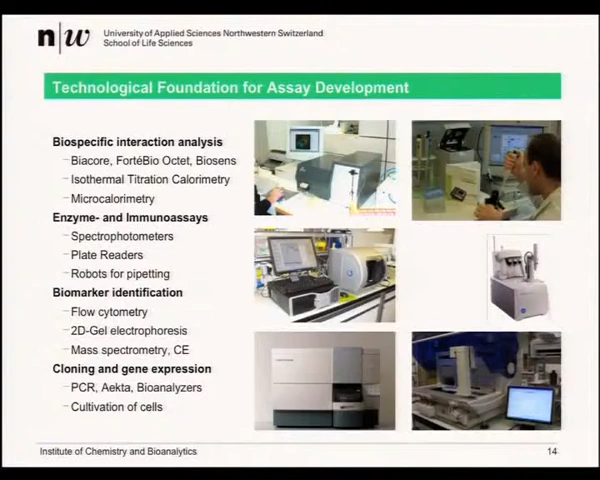 n|w University of Applied Sciences Northwestern Switzerland
School of Life Sciences
Technological Foundation for Assay Development
Biospecific interaction analysis
– Biacore, FortéBio Octet, Biosens
– Isothermal Titration Calorimetry
– Microcalorimetry
Enzyme- and Immunoassays
– Spectrophotometers
– Plate Readers
– Robots for pipetting
Biomarker identification
– Flow cytometry
– 2D-Gel electrophoresis
– Mass spectrometry, CE
Cloning and gene expression
– PCR, Aekta, Bioanalyzers
– Cultivation of cells
Institute of Chemistry and Bioanalytics 14